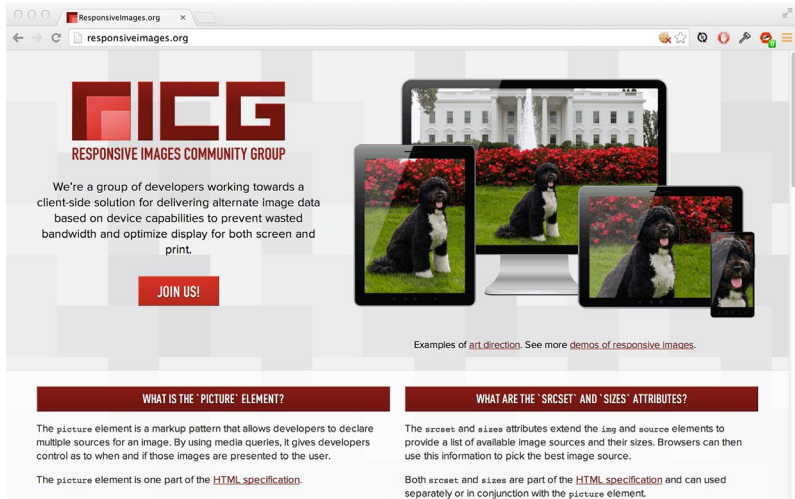 ResponsiveImages.org
responsiveimages.org
RICG
RESPONSIVE IMAGES COMMUNITY GROUP
We're a group of developers working towards a
client-side solution for delivering alternate image data
based on device capabilities to prevent wasted
bandwidth and optimize display for both screen and
print.
JOIN US!
Examples of art direction. See more demos of responsive images.
WHAT IS THE `PICTURE` ELEMENT?
The picture element is a markup pattern that allows developers to declare
multiple sources for an image. By using media queries, it gives developers
control as to when and if those images are presented to the user.
The picture element is one part of the HTML specification.
WHAT ARE THE `SRCSET` AND `SIZES` ATTRIBUTES?
The srcset and sizes attributes extend the img and source elements to
provide a list of available image sources and their sizes. Browsers can then
use this information to pick the best image source.
Both srcset and sizes are part of the HTML specification and can used
separately or in conjunction with the picture element.